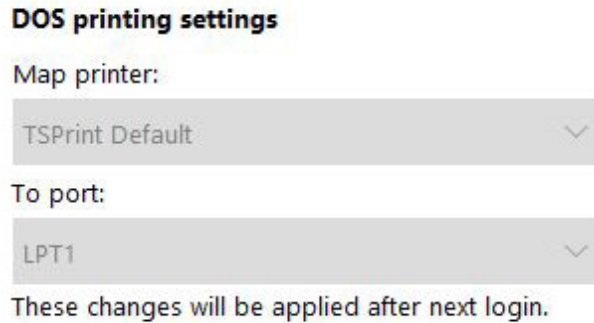 DOS printing settings
Map printer:
TSPrint Default
To port:
LPT1
These changes will be applied after next login.